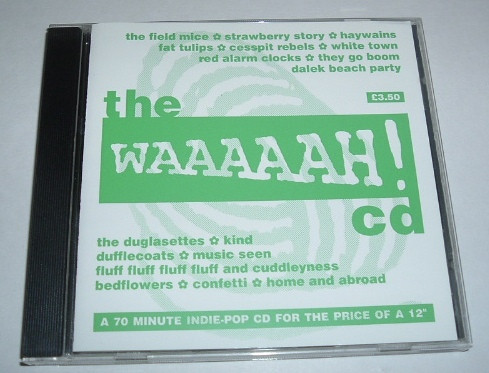 the field mice ✿ strawberry story ✿ haywains
fat tulips ✿ cesspit rebels ✿ white town
red alarm clocks ✿ they go boom
dalek beach party
the
£3.50
WAAAAAH!
cd
the duglasettes ✿ kind
dufflecoats ✿ music seen
fluff fluff fluff fluff and cuddleyness
bedflowers ✿ confetti ✿ home and abroad
A 70 MINUTE INDIE-POP CD FOR THE PRICE OF A 12"